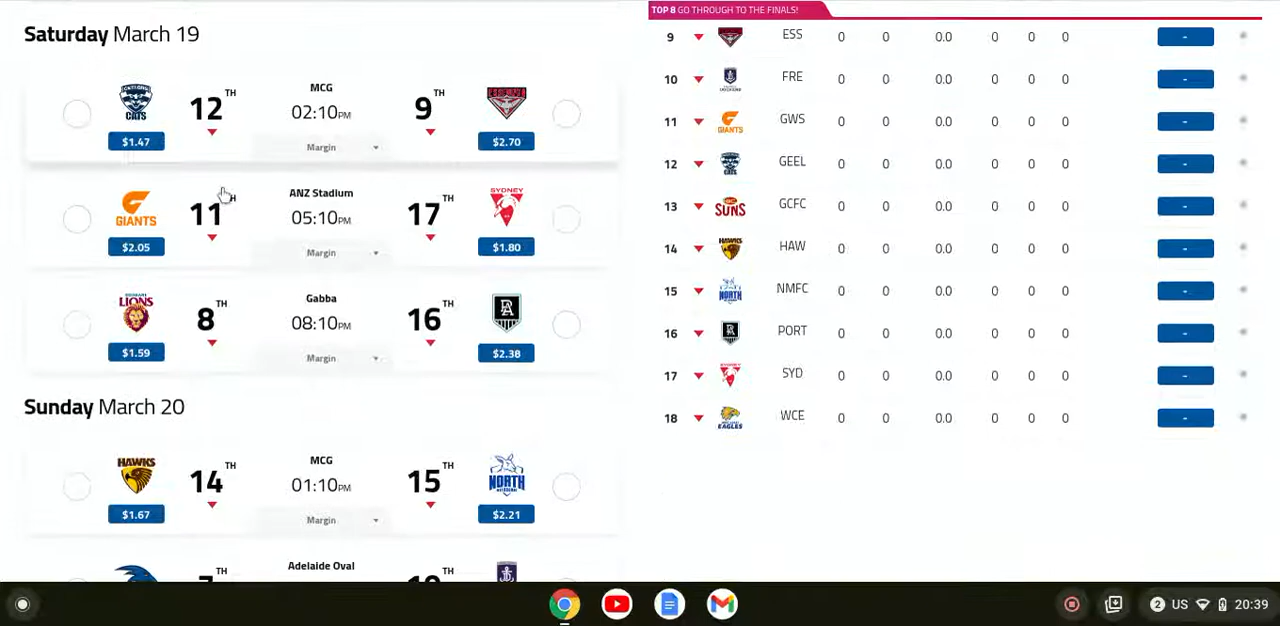 Saturday March 19
12TH
MCG
02:10PM
Margin
9TH
CATS
$1.47
$2.70
11TH
ANZ Stadium
05:10PM
Margin
17TH
GIANTS
$2.05
SYDNEY
$1.80
8TH
Gabba
08:10PM
Margin
16TH
LIONS
$1.59
$2.38
Sunday March 20
14TH
MCG
01:10PM
Margin
15TH
HAWKS
$1.67
NORTH
$2.21
TH
Adelaide Oval
TH
TOP 8 GO THROUGH TO THE FINALS!
9 ESS 0 0 0.0 0 0 0 -
10 FRE 0 0 0.0 0 0 0 -
11 GIANTS GWS 0 0 0.0 0 0 0 -
12 GEEL 0 0 0.0 0 0 0 -
13 SUNS GCFC 0 0 0.0 0 0 0 -
14 HAWKS HAW 0 0 0.0 0 0 0 -
15 NORTH NMFC 0 0 0.0 0 0 0 -
16 PORT 0 0 0.0 0 0 0 -
17 SYD 0 0 0.0 0 0 0 -
18 EAGLES WCE 0 0 0.0 0 0 0 -
2 US 20:39